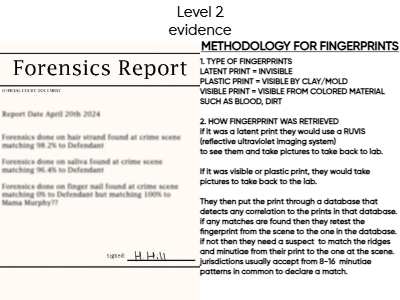 Level 2
evidence
Forensics Report
OFFICIAL COURT DOCUMENT
Report Date April 20th 2024
Forensics done on hair strand found at crime scene
matching 98.2% to Defendant
Forensics done on saliva found at crime scene
matching 96.4% to Defendant
Forensics done on finger nail found at crime scene
matching 0% to Defendant but matching 100% to
Mama Murphy??
Signed: H.Hill
METHODOLOGY FOR FINGERPRINTS
1. TYPE OF FINGERPRINTS
LATENT PRINT = INVISIBLE
PLASTIC PRINT = VISIBLE BY CLAY/MOLD
VISIBLE PRINT = VISIBLE FROM COLORED MATERIAL
SUCH AS BLOOD, DIRT
2. HOW FINGERPRINT WAS RETRIEVED
if it was a latent print they would use a RUVIS
(reflective ultraviolet imaging system)
to see them and take pictures to take back to lab.
If it was visible or plastic print, they would take
pictures to take back to the lab.
They then put the print through a database that
detects any correlation to the prints in that database.
if any matches are found then they retest the
fingerprint from the scene to the one in the database.
if not then they need a suspect to match the ridges
and minutiae from their print to the one at the scene.
jurisdictions usually accept from 8-16 minutiae
patterns in common to declare a match.